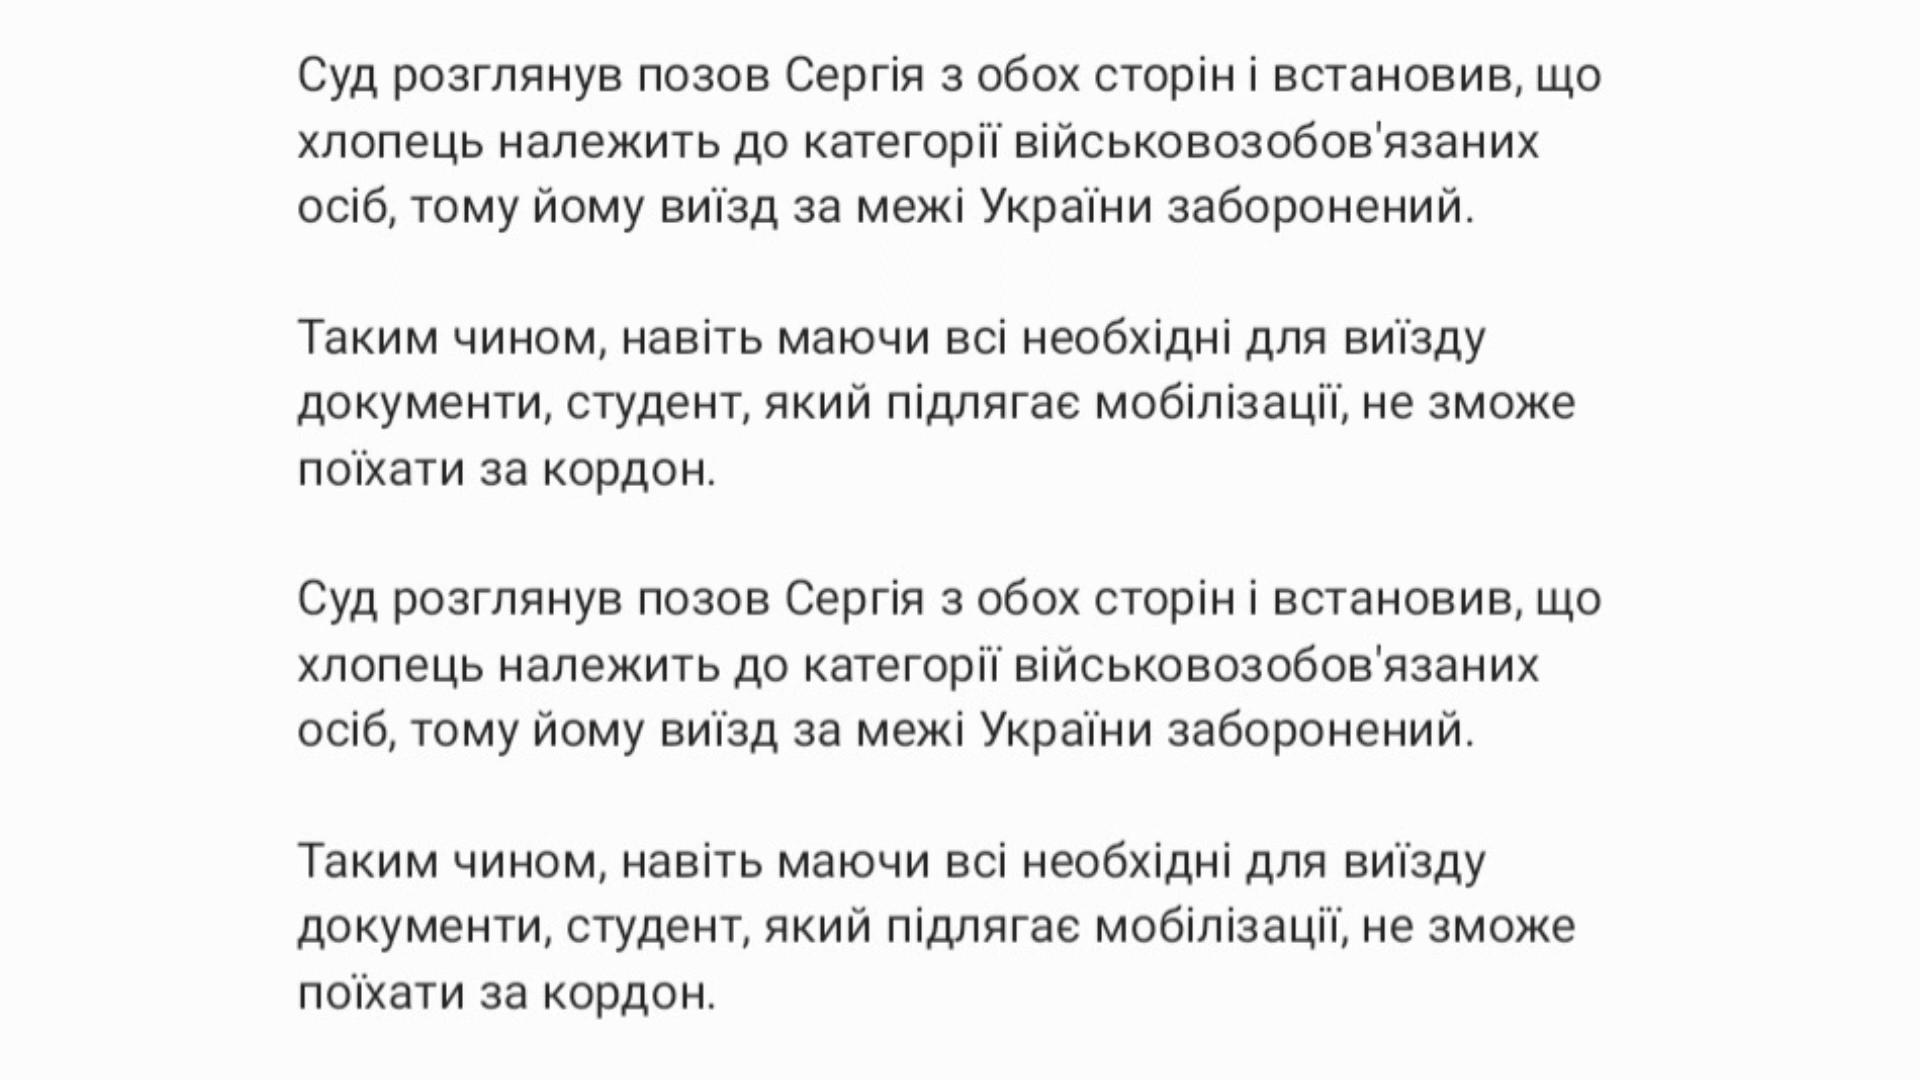 Суд розглянув позов Сергія з обох сторін і встановив, що
хлопець належить до категорії військовозобов'язаних
осіб, тому йому виїзд за межі України заборонений.
Таким чином, навіть маючи всі необхідні для виїзду
документи, студент, який підлягає мобілізації, не зможе
поїхати за кордон.
Суд розглянув позов Сергія з обох сторін і встановив, що
хлопець належить до категорії військовозобов'язаних
осіб, тому йому виїзд за межі України заборонений.
Таким чином, навіть маючи всі необхідні для виїзду
документи, студент, який підлягає мобілізації, не зможе
поїхати за кордон.